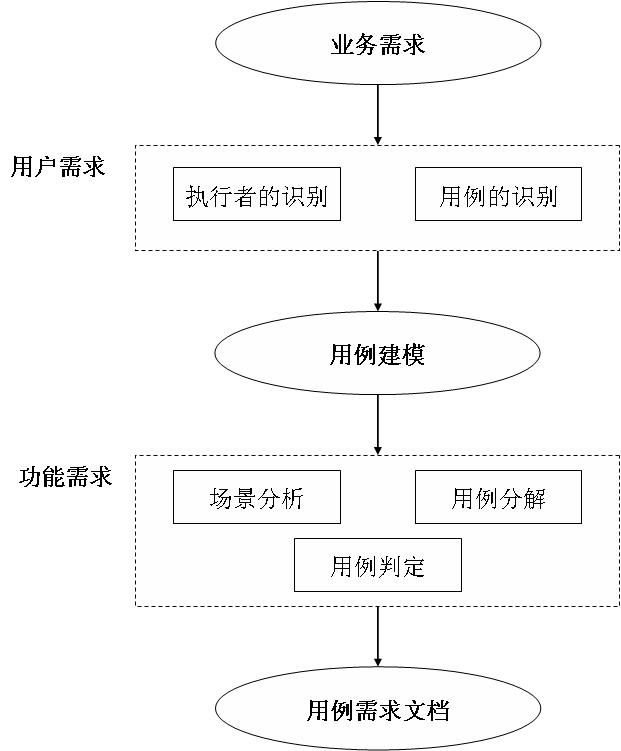 业务需求
用户需求
执行者的识别
用例的识别
用例建模
功能需求
场景分析
用例分解
用例判定
用例需求文档